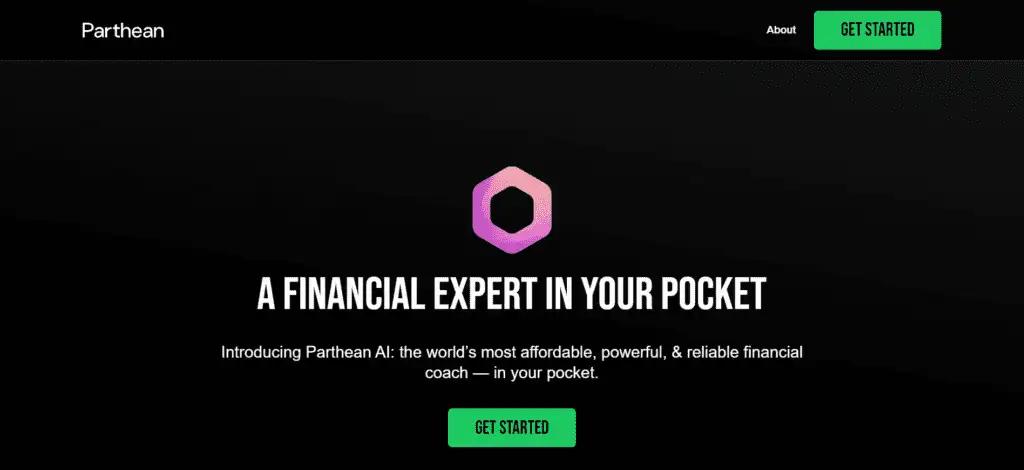 Parthean
About
GET STARTED
A FINANCIAL EXPERT IN YOUR POCKET
Introducing Parthean AI: the world's most affordable, powerful, & reliable financial
coach — in your pocket.
GET STARTED